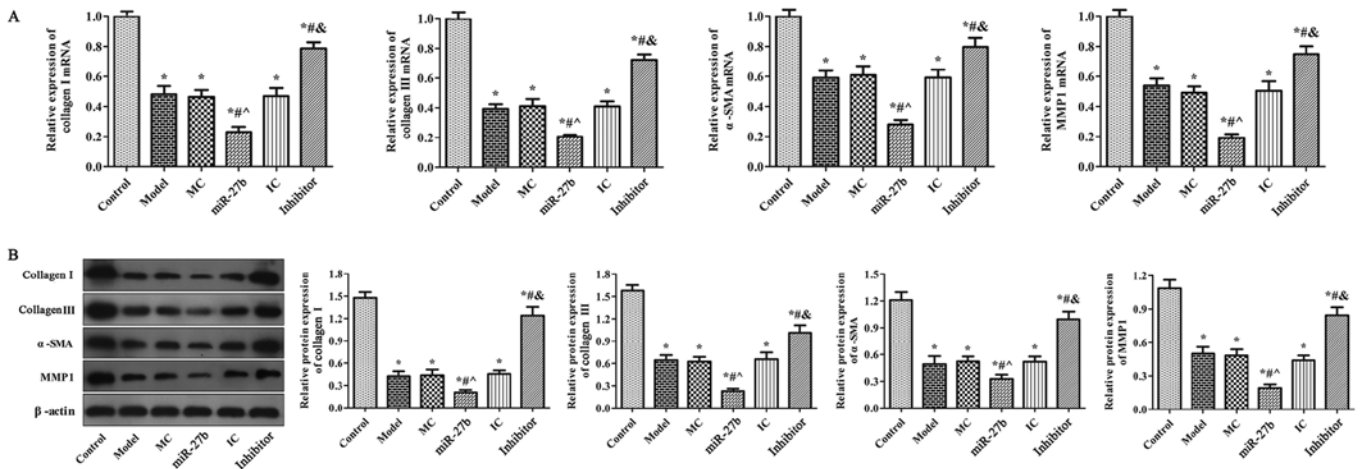 A
Relative expression of
collagen I mRNA
1.0
0.8
0.6
0.4
0.2
0.0
*
*
*#^
*
*#&
Control
Model
MC
miR-27b
IC
Inhibitor
Relative expression of
collagen III mRNA
1.0
0.8
0.6
0.4
0.2
0.0
*
*
*#^
*
*#&
Control
Model
MC
miR-27b
IC
Inhibitor
Relative expression of
α-SMA mRNA
1.0
0.8
0.6
0.4
0.2
0.0
*
*
*#^
*
*#&
Control
Model
MC
miR-27b
IC
Inhibitor
Relative expression of
MMP1 mRNA
1.0
0.8
0.6
0.4
0.2
0.0
*
*
*#^
*
*#&
Control
Model
MC
miR-27b
IC
Inhibitor
B
Collagen I
CollagenIII
α-SMA
MMP1
β-actin
Control
Model
MC
miR-27b
IC
Inhibitor
Relative protein expression
of collagen I
1.8
1.5
1.2
0.9
0.6
0.3
0.0
*
*
*#^
*
*#&
Control
Model
MC
miR-27b
IC
Inhibitor
Relative protein expression
of collagen III
1.8
1.5
1.2
0.9
0.6
0.3
0.0
*
*
*#^
*
*#&
Control
Model
MC
miR-27b
IC
Inhibitor
Relative protein expression
of α-SMA
1.5
1.2
0.9
0.6
0.3
0.0
*
*
*#^
*
*#&
Control
Model
MC
miR-27b
IC
Inhibitor
Relative protein expression
of MMP1
1.2
0.9
0.6
0.3
0.0
*
*
*#^
*
*#&
Control
Model
MC
miR-27b
IC
Inhibitor